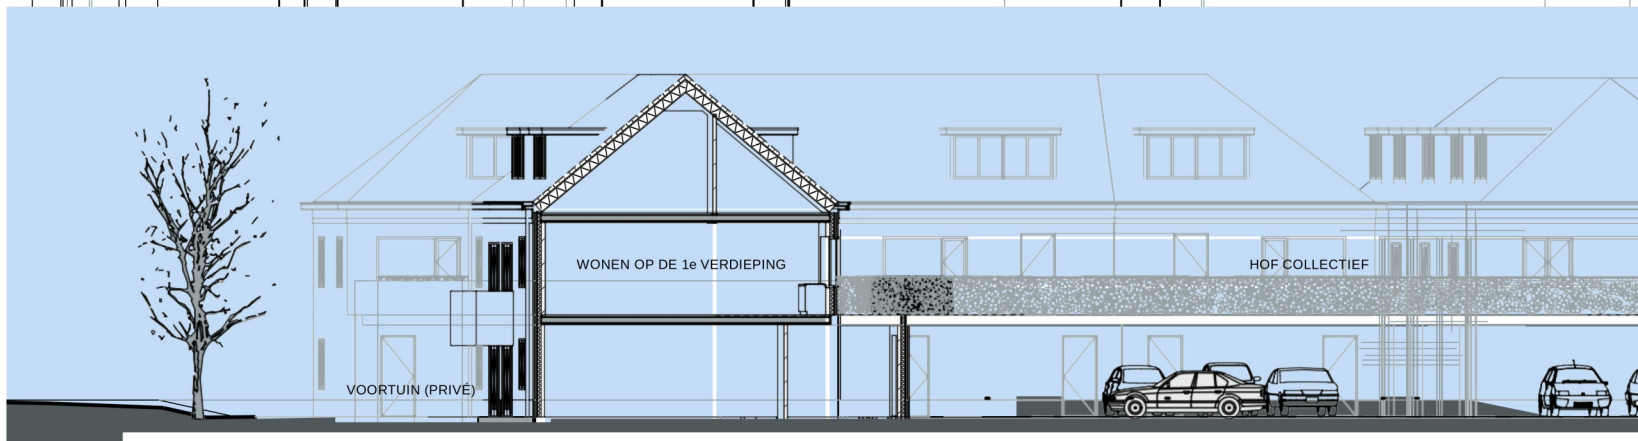 WONEN OP DE 1e VERDIEPING
HOF COLLECTIEF
VOORTUIN (PRIVÉ)